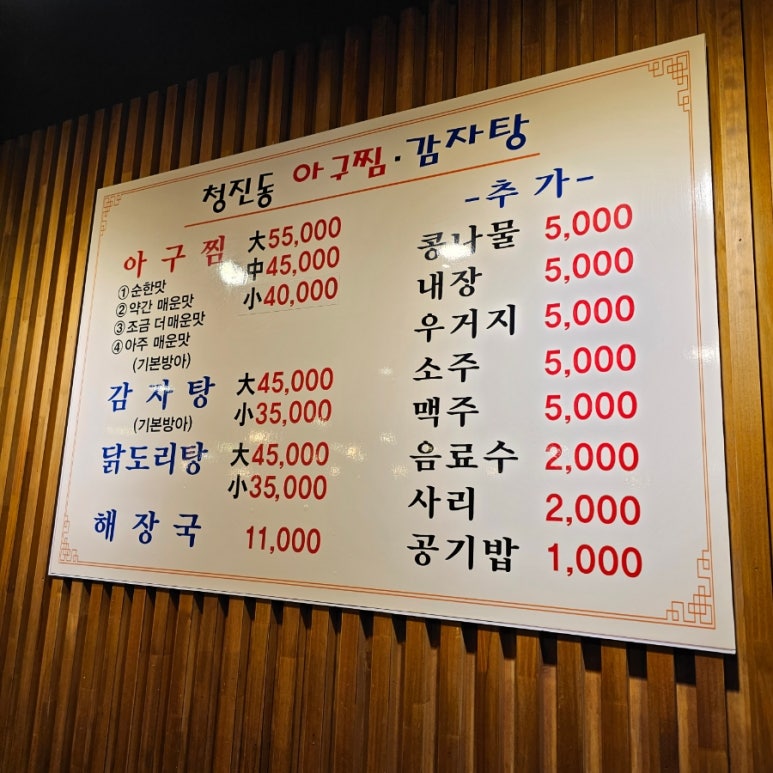 청진동 아구찜·감자탕
아구찜 大55,000
中45,000
小40,000
①순한맛
②약간 매운맛
③조금 더매운맛
④아주 매운맛
(기본방아)
감자탕 大45,000
(기본방아) 小35,000
닭도리탕 大45,000
小35,000
해장국 11,000
-추가-
콩나물 5,000
내장 5,000
우거지 5,000
소주 5,000
맥주 5,000
음료수 2,000
사리 2,000
공기밥 1,000